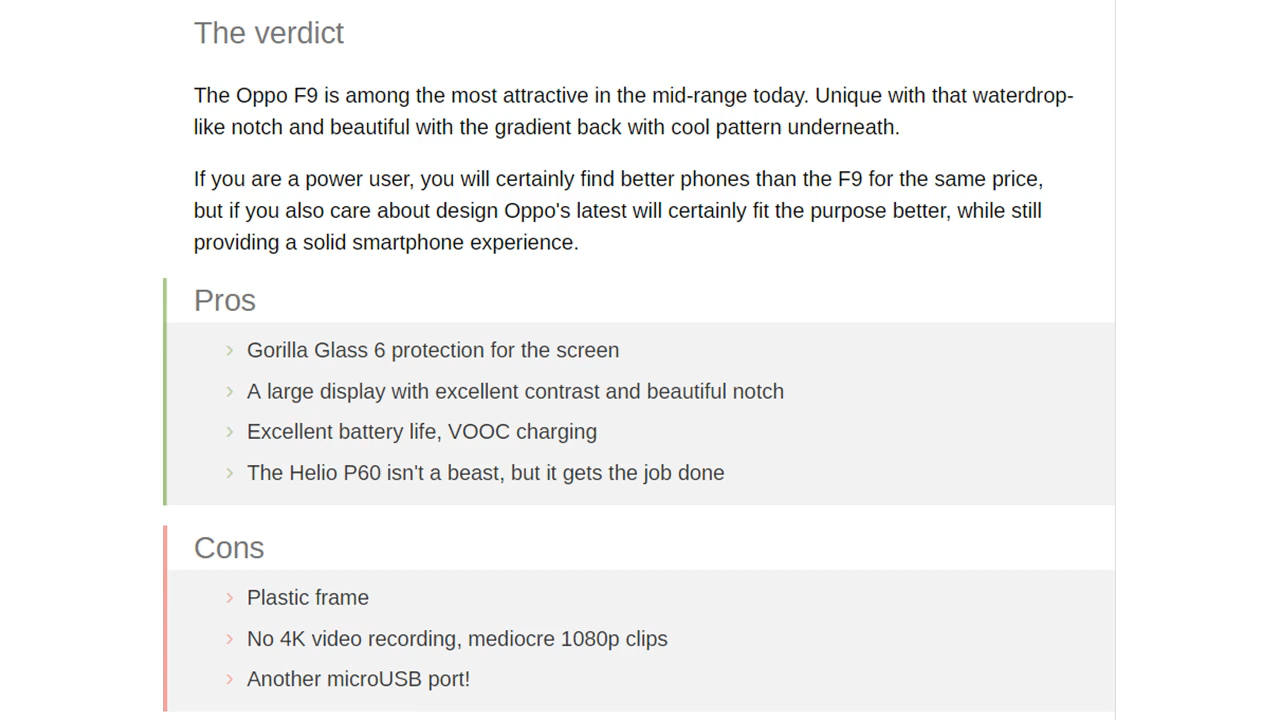 The verdict
The Oppo F9 is among the most attractive in the mid-range today. Unique with that waterdrop-
like notch and beautiful with the gradient back with cool pattern underneath.
If you are a power user, you will certainly find better phones than the F9 for the same price,
but if you also care about design Oppo's latest will certainly fit the purpose better, while still
providing a solid smartphone experience.
Pros
Gorilla Glass 6 protection for the screen
A large display with excellent contrast and beautiful notch
Excellent battery life, VOOC charging
The Helio P60 isn't a beast, but it gets the job done
Cons
Plastic frame
No 4K video recording, mediocre 1080p clips
Another microUSB port!